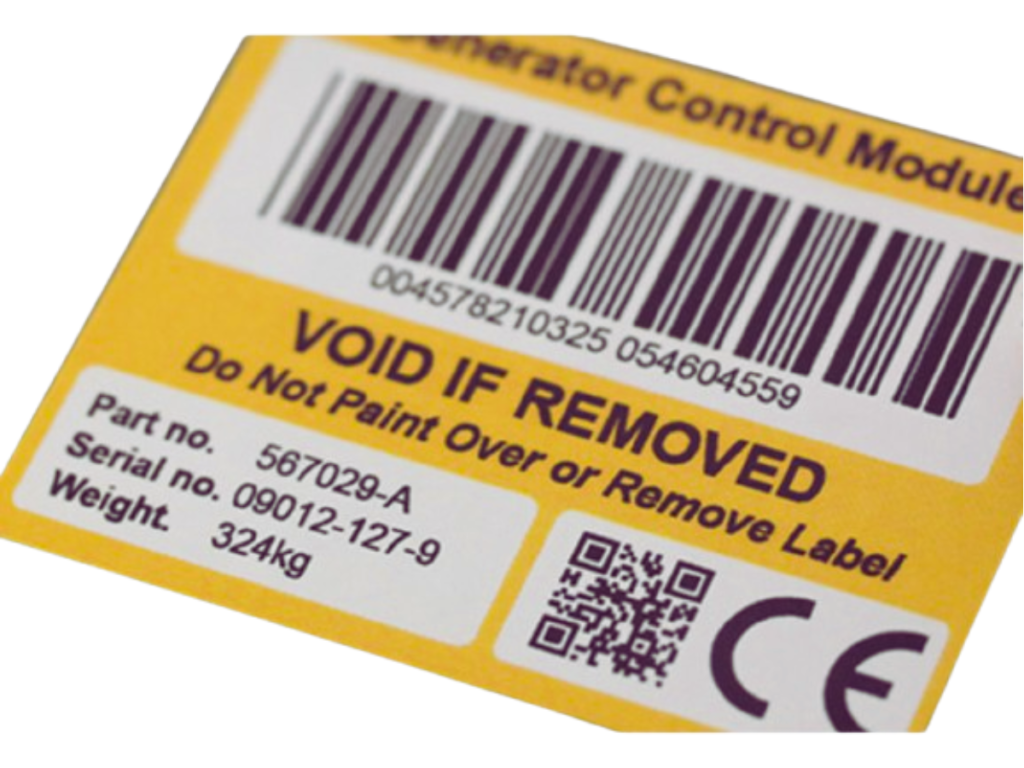 Generator Control Module
004578210325 054604559
VOID IF REMOVED
Do Not Paint Over or Remove Label
Part no. 567029-A
Serial no. 09012-127-9
Weight. 324kg
CE